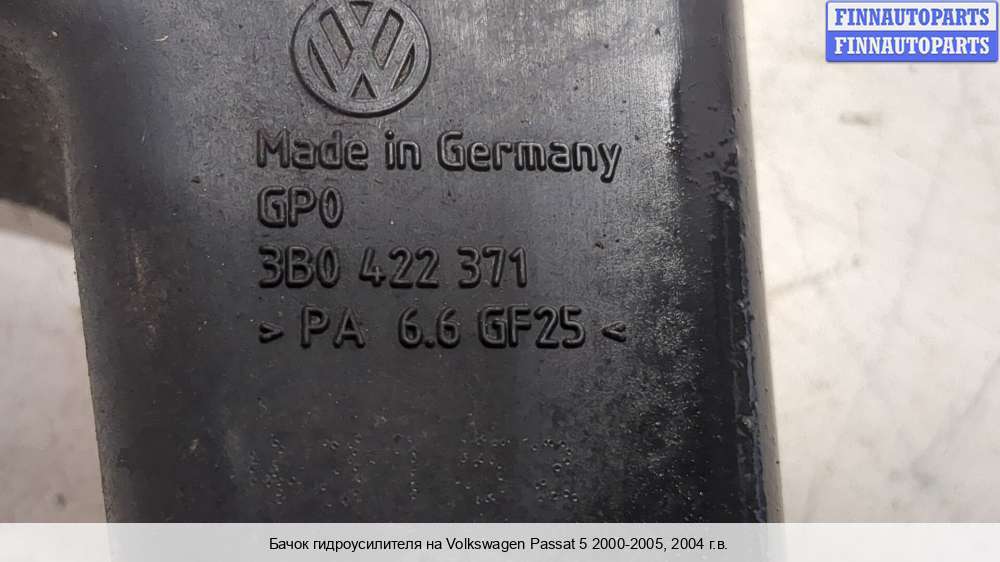 FINNAUTOPARTS
FINNAUTOPARTS
Made in Germany
GP0
3B0 422 371
> PA 6.6 GF25 <
Бачок гидроусилителя на Volkswagen Passat 5 2000-2005, 2004 г.в.